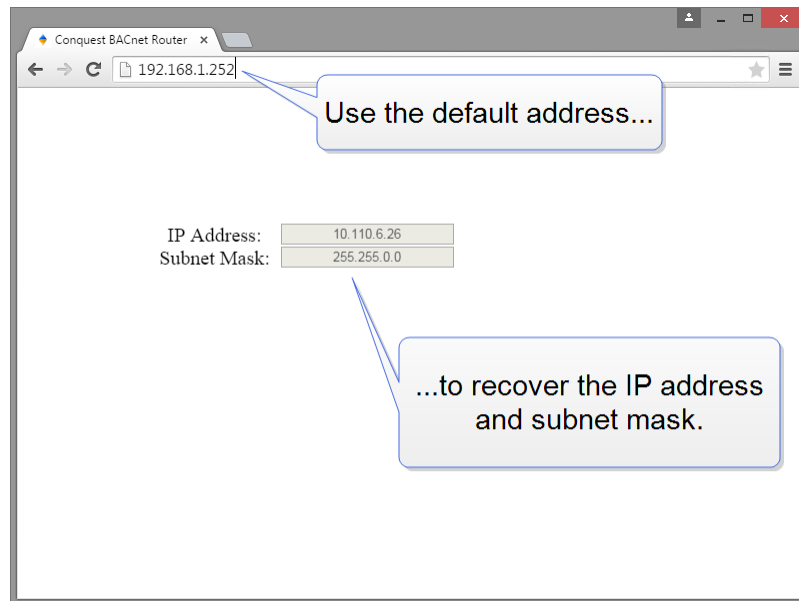 Conquest BACnet Router
192.168.1.252
Use the default address...
IP Address: 10.110.6.26
Subnet Mask: 255.255.0.0
...to recover the IP address
and subnet mask.